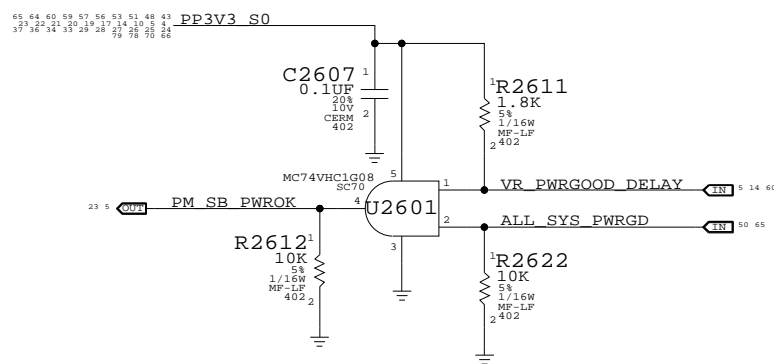 65 64 60 59 57 56 53 51 48 43
23 22 21 20 19 17 14 10 5 4
37 36 34 33 29 28 27 26 25 24
79 78 70 66
PP3V3_S0
C2607
1
0.1UF
20%
10V
CERM
402
2
1
R2611
1.8K
5%
1/16W
MF-LF
402
2
MC74VHC1G08
SC70
5
1
VR_PWRGOOD_DELAY
IN
5 14 60
23 5
OUT
PM_SB_PWROK
4
U2601
2
ALL_SYS_PWRGD
IN
50 65
3
R2612
1
10K
5%
1/16W
MF-LF
402
2
1
R2622
10K
5%
1/16W
MF-LF
402
2